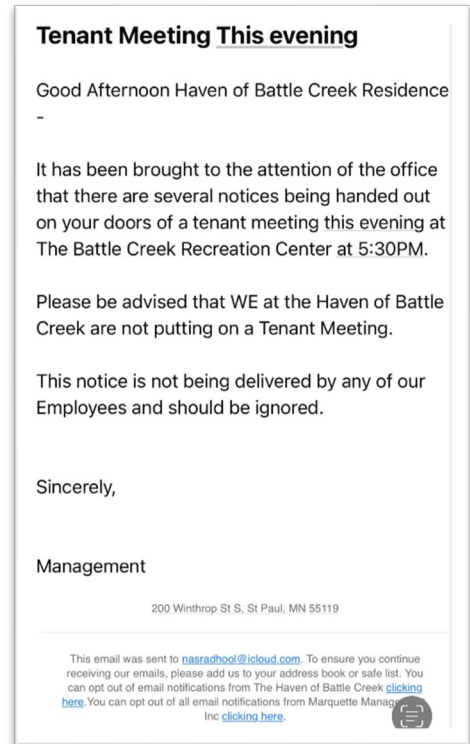 Tenant Meeting This evening
Good Afternoon Haven of Battle Creek Residence
-
It has been brought to the attention of the office
that there are several notices being handed out
on your doors of a tenant meeting this evening at
The Battle Creek Recreation Center at 5:30PM.
Please be advised that WE at the Haven of Battle
Creek are not putting on a Tenant Meeting.
This notice is not being delivered by any of our
Employees and should be ignored.
Sincerely,
Management
200 Winthrop St S, St Paul, MN 55119
This email was sent to nasradhool@icloud.com. To ensure you continue
receiving our emails, please add us to your address book or safe list. You
can opt out of email notifications from The Haven of Battle Creek clicking
here.You can opt out of all email notifications from Marquette
Inc clicking here.